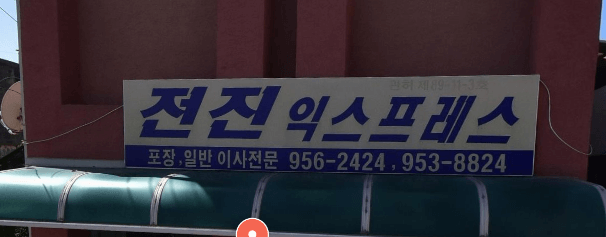 전진 익스프레스
포장, 일반 이사전문 956-2424, 953-8824